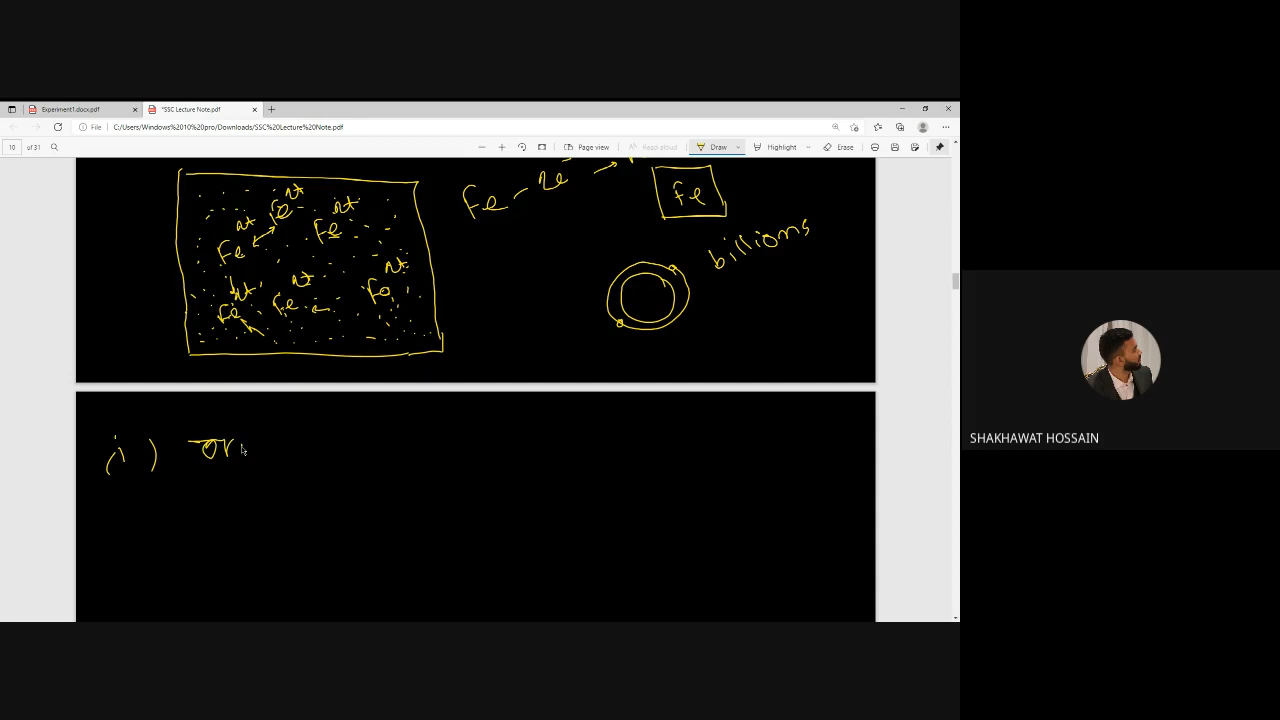 Experiment1.docx.pdf
*SSC Lecture Note.pdf
File
C:/Users/Windows%2010%20pro/Downloads/SSC%20Lecture%20Note.pdf
10 of 31
Page view
Read aloud
Draw
Highlight
Erase
Fe - 2e⁻ →
Fe
billions
Fe
Fe
Fe
Fe
Fe
Fe
SHAKHAWAT HOSSAIN